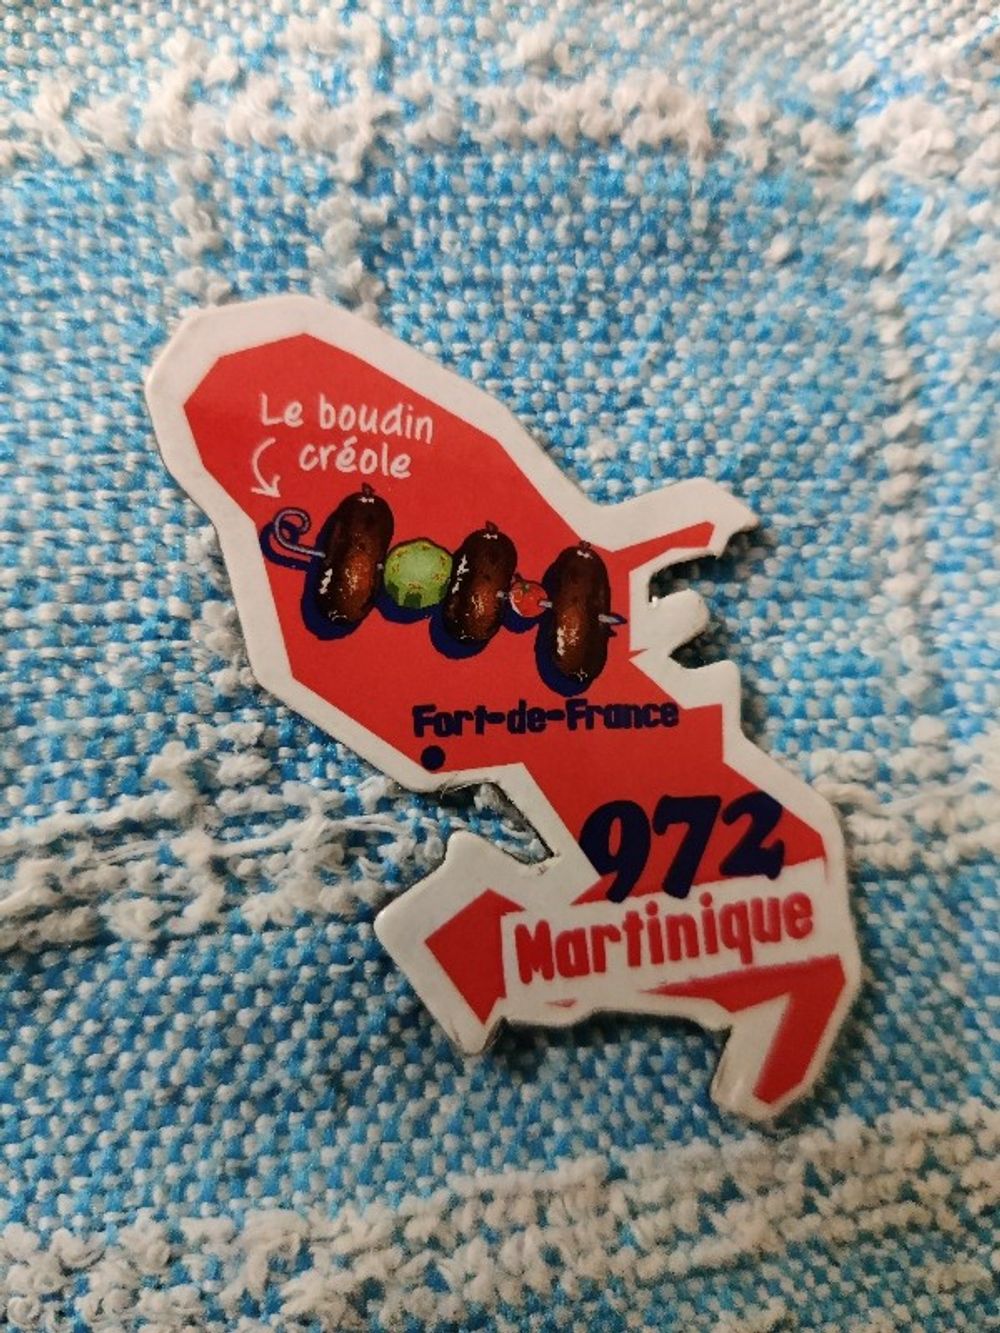 Le boudin
créole
Fort-de-France
972
Martinique